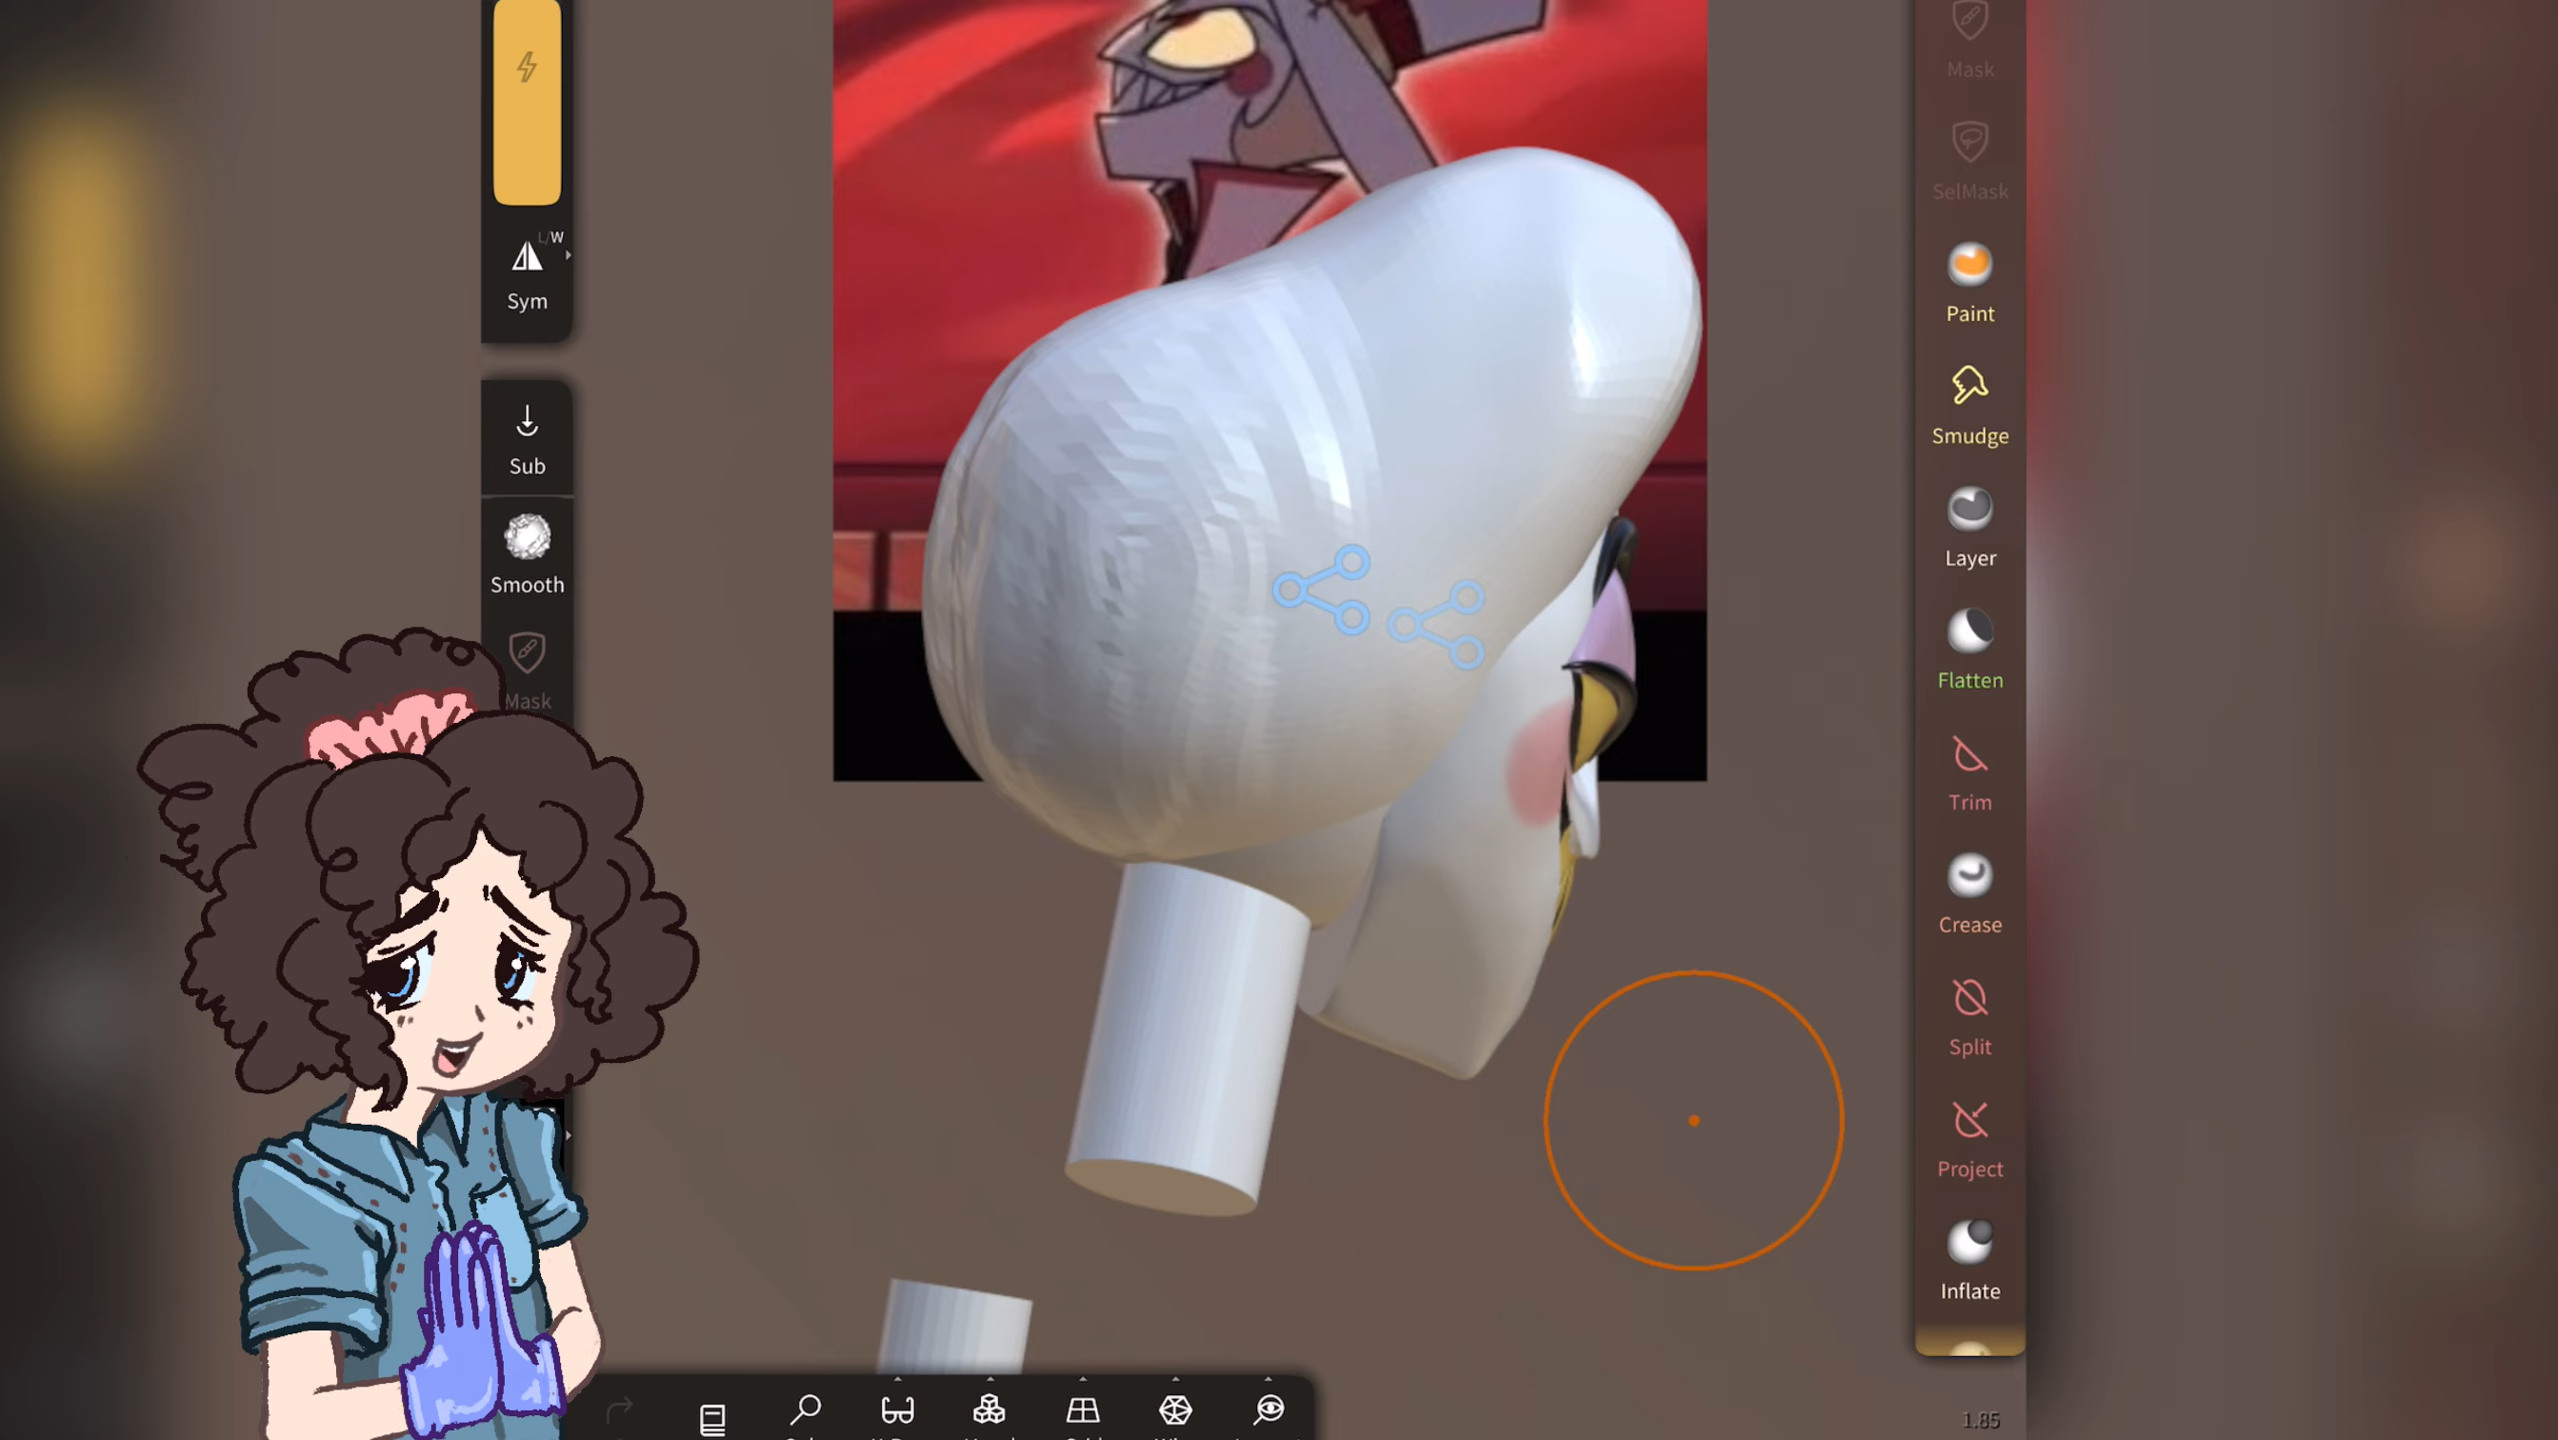 L/W
Sym
Sub
Smooth
Mask
Mask
SelMask
Paint
Smudge
Layer
Flatten
Trim
Crease
Split
Project
Inflate
1.85